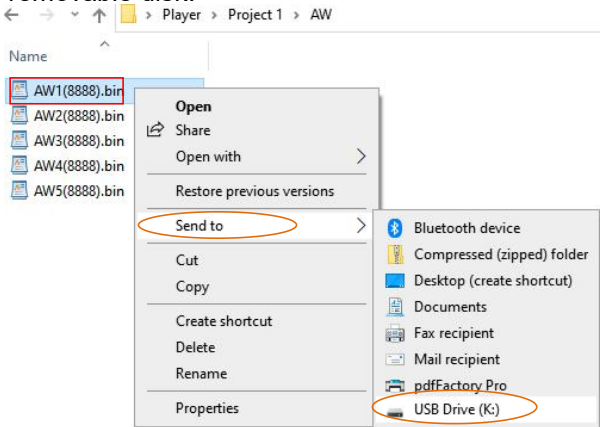 removable disk.
Player > Project 1 > AW
Name
AW1(8888).bin
AW2(8888).bin
AW3(8888).bin
AW4(8888).bin
AW5(8888).bin
Open
Share
Open with
Restore previous versions
Send to
Cut
Copy
Create shortcut
Delete
Rename
Properties
Bluetooth device
Compressed (zipped) folder
Desktop (create shortcut)
Documents
Fax recipient
Mail recipient
pdfFactory Pro
USB Drive (K:)